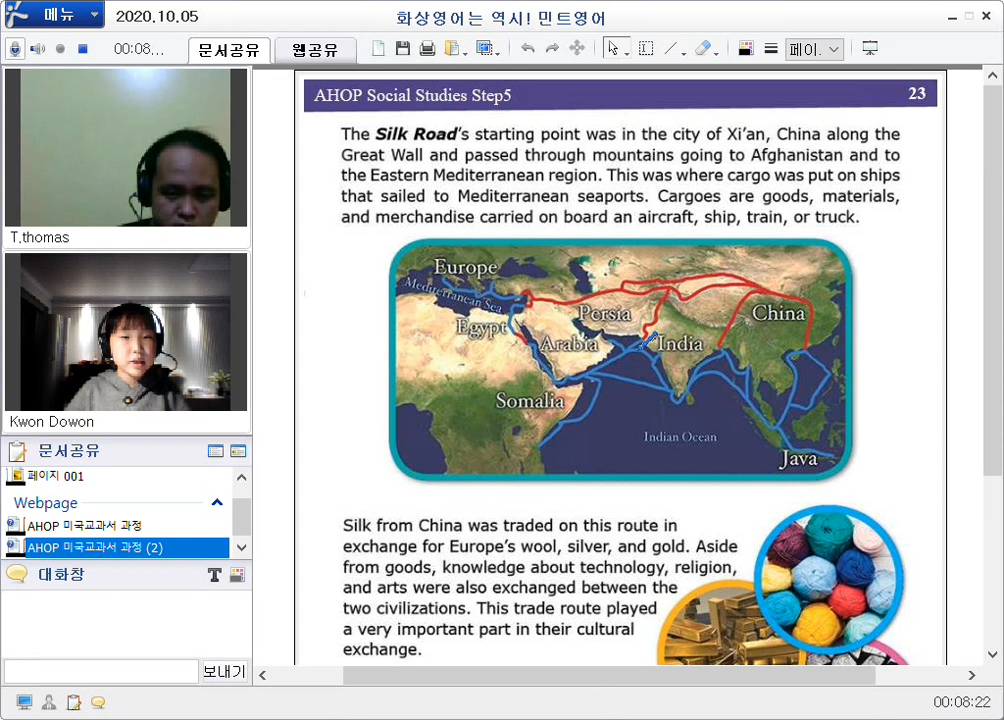 메뉴
2020.10.05
화상영어는 역시! 민트영어
00:08...
문서공유
웹공유
페이.
T.thomas
Kwon Dowon
문서공유
페이지 001
Webpage
AHOP 미국교과서 과정
AHOP 미국교과서 과정 (2)
대화창
보내기
AHOP Social Studies Step5
23
The Silk Road's starting point was in the city of Xi'an, China along the
Great Wall and passed through mountains going to Afghanistan and to
the Eastern Mediterranean region. This was where cargo was put on ships
that sailed to Mediterranean seaports. Cargoes are goods, materials,
and merchandise carried on board an aircraft, ship, train, or truck.
Europe
Mediterranean Sea
Egypt
Persia
China
Arabia
India
Somalia
Indian Ocean
Java
Silk from China was traded on this route in
exchange for Europe's wool, silver, and gold. Aside
from goods, knowledge about technology, religion,
and arts were also exchanged between the
two civilizations. This trade route played
a very important part in their cultural
exchange.
00:08:22